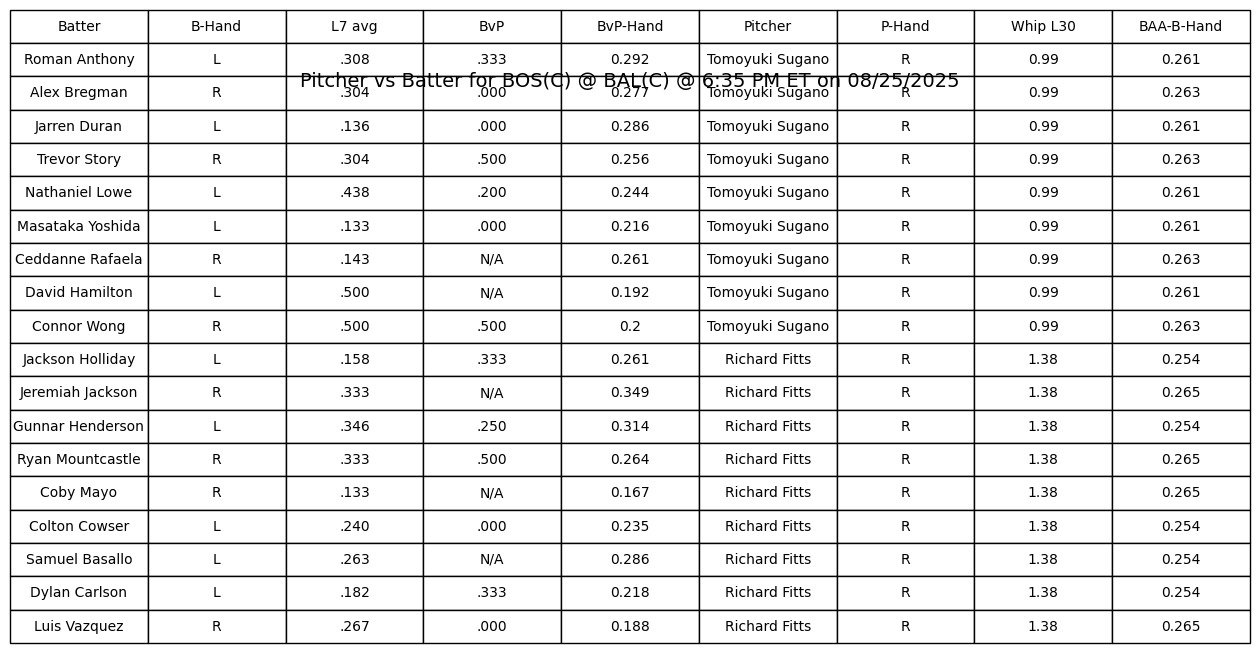 Batter B-Hand L7 avg BvP BvP-Hand Pitcher P-Hand Whip L30 BAA-B-Hand
Roman Anthony L .308 .333 0.292 Tomoyuki Sugano R 0.99 0.261
Pitcher vs Batter for BOS(C) @ BAL(C) @ 6:35 PM ET on 08/25/2025
Alex Bregman R .304 .000 0.277 Tomoyuki Sugano R 0.99 0.263
Jarren Duran L .136 .000 0.286 Tomoyuki Sugano R 0.99 0.261
Trevor Story R .304 .500 0.256 Tomoyuki Sugano R 0.99 0.263
Nathaniel Lowe L .438 .200 0.244 Tomoyuki Sugano R 0.99 0.261
Masataka Yoshida L .133 .000 0.216 Tomoyuki Sugano R 0.99 0.261
Ceddanne Rafaela R .143 N/A 0.261 Tomoyuki Sugano R 0.99 0.263
David Hamilton L .500 N/A 0.192 Tomoyuki Sugano R 0.99 0.261
Connor Wong R .500 .500 0.2 Tomoyuki Sugano R 0.99 0.263
Jackson Holliday L .158 .333 0.261 Richard Fitts R 1.38 0.254
Jeremiah Jackson R .333 N/A 0.349 Richard Fitts R 1.38 0.265
Gunnar Henderson L .346 .250 0.314 Richard Fitts R 1.38 0.254
Ryan Mountcastle R .333 .500 0.264 Richard Fitts R 1.38 0.265
Coby Mayo R .133 N/A 0.167 Richard Fitts R 1.38 0.265
Colton Cowser L .240 .000 0.235 Richard Fitts R 1.38 0.254
Samuel Basallo L .263 N/A 0.286 Richard Fitts R 1.38 0.254
Dylan Carlson L .182 .333 0.218 Richard Fitts R 1.38 0.254
Luis Vazquez R .267 .000 0.188 Richard Fitts R 1.38 0.265